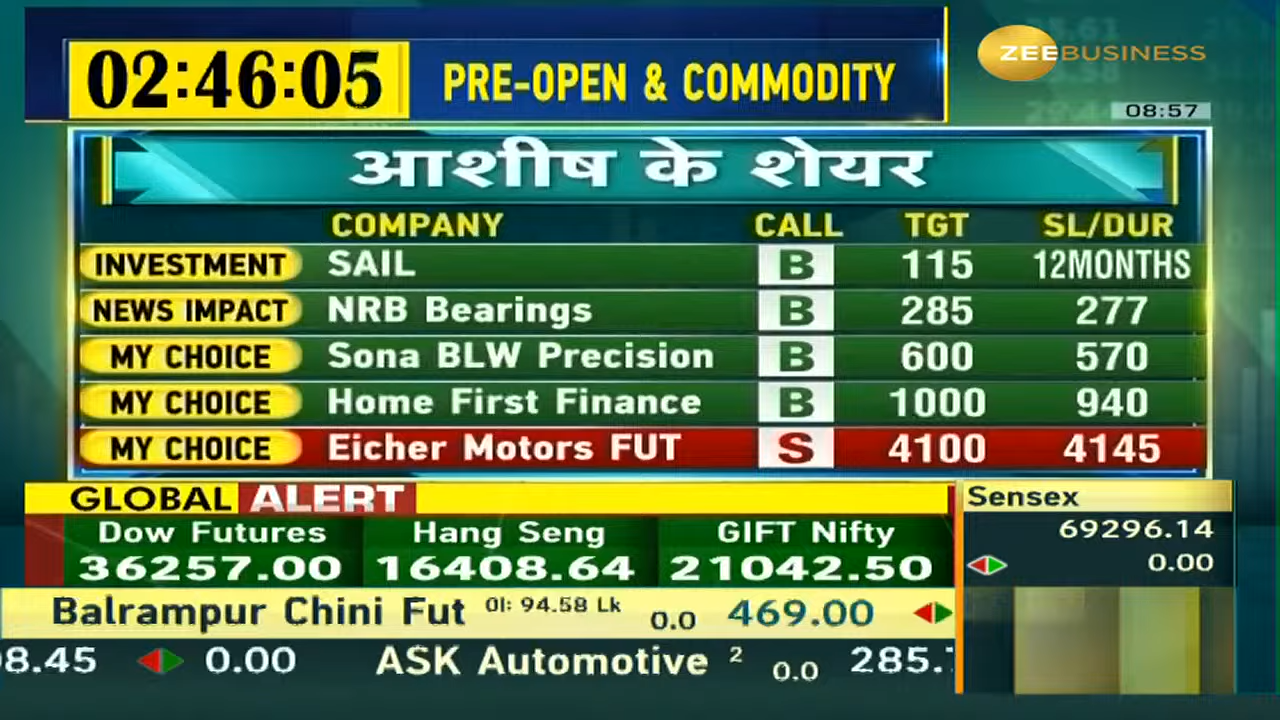 02:46:05 PRE-OPEN & COMMODITY
ZEEBUSINESS
08:57
आशीष के शेयर
COMPANY CALL TGT SL/DUR
INVESTMENT SAIL B 115 12MONTHS
NEWS IMPACT NRB Bearings B 285 277
MY CHOICE Sona BLW Precision B 600 570
MY CHOICE Home First Finance B 1000 940
MY CHOICE Eicher Motors FUT S 4100 4145
GLOBAL ALERT
Dow Futures Hang Seng GIFT Nifty
36257.00 16408.64 21042.50
Sensex
69296.14
0.00
Balrampur Chini Fut OI: 94.58 Lk 0.0 469.00
8.45 0.00 ASK Automotive 2 0.0 285.